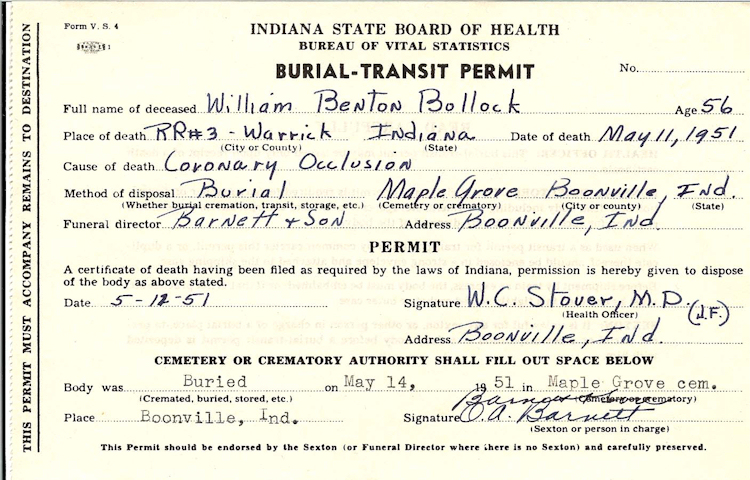 Form V. S. 4
INDIANA STATE BOARD OF HEALTH
BUREAU OF VITAL STATISTICS
BURIAL-TRANSIT PERMIT
No.
Full name of deceased William Benton Bollock Age 56
Place of death RR#3 - Warrick Indiana Date of death May 11, 1951
(City or County) (State)
Cause of death Coronary Occlusion
Method of disposal Burial Maple Grove Boonville, Ind.
(Whether burial cremation, transit, storage, etc.) (Cemetery or crematory) (City or county) (State)
Funeral director Barnett + Son Address Boonville, Ind.
PERMIT
A certificate of death having been filed as required by the laws of Indiana, permission is hereby given to dispose
of the body as above stated.
Date 5-12-51 Signature W.C. Stover, M.D.
(Health Officer) (J.F.)
Address Boonville, Ind.
CEMETERY OR CREMATORY AUTHORITY SHALL FILL OUT SPACE BELOW
Body was Buried on May 14, 19 51 in Maple Grove cem.
(Cremated, buried, stored, etc.) (Cemetery or crematory)
Place Boonville, Ind. Signature O.A. Barnett
(Sexton or person in charge)
This Permit should be endorsed by the Sexton (or Funeral Director where there is no Sexton) and carefully preserved.
THIS PERMIT MUST ACCOMPANY REMAINS TO DESTINATION